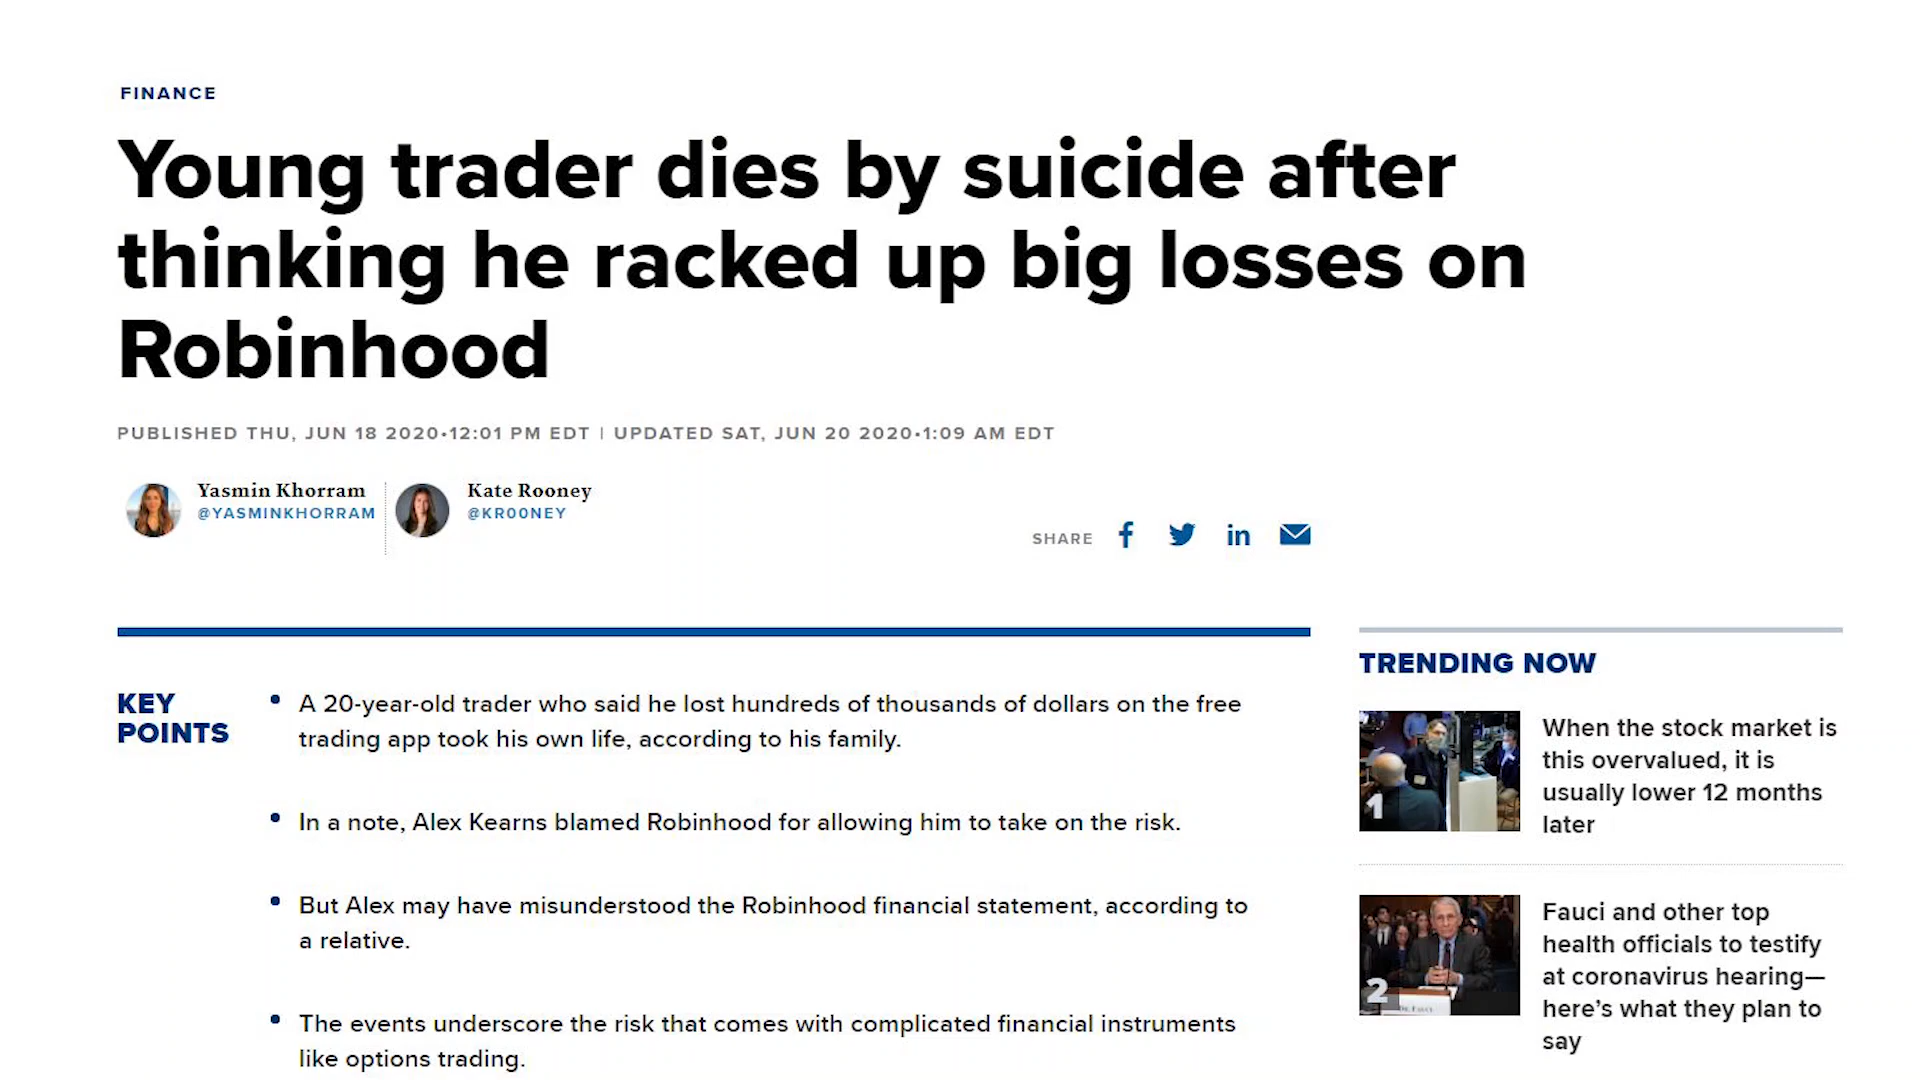 FINANCE
Young trader dies by suicide after
thinking he racked up big losses on
Robinhood
PUBLISHED THU, JUN 18 2020•12:01 PM EDT | UPDATED SAT, JUN 20 2020•1:09 AM EDT
Yasmin Khorram
@YASMINKHORRAM
Kate Rooney
@KR00NEY
SHARE
KEY
POINTS
• A 20-year-old trader who said he lost hundreds of thousands of dollars on the free
trading app took his own life, according to his family.
• In a note, Alex Kearns blamed Robinhood for allowing him to take on the risk.
• But Alex may have misunderstood the Robinhood financial statement, according to
a relative.
• The events underscore the risk that comes with complicated financial instruments
like options trading.
TRENDING NOW
1
When the stock market is
this overvalued, it is
usually lower 12 months
later
2
Fauci and other top
health officials to testify
at coronavirus hearing—
here's what they plan to
say